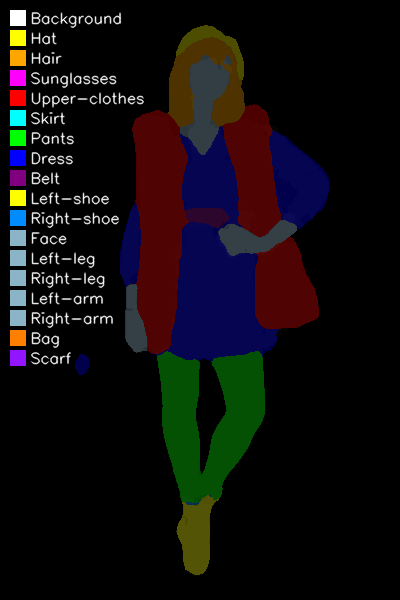 Background
Hat
Hair
Sunglasses
Upper-clothes
Skirt
Pants
Dress
Belt
Left-shoe
Right-shoe
Face
Left-leg
Right-leg
Left-arm
Right-arm
Bag
Scarf